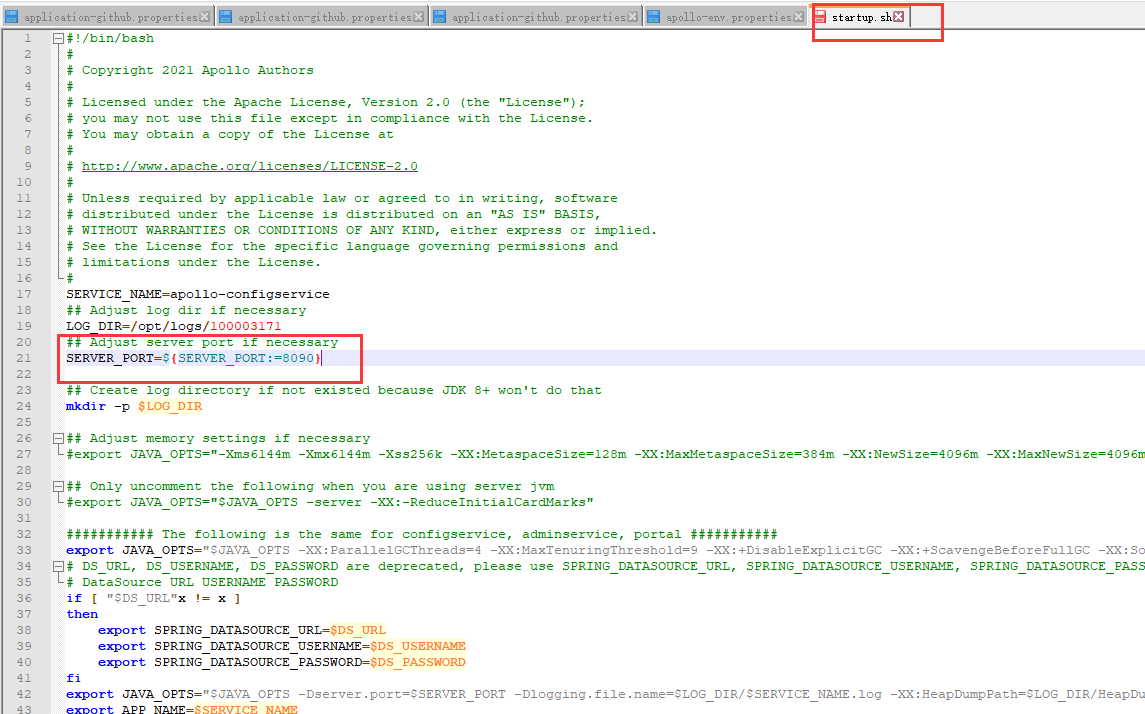 application-github.properties application-github.properties application-github.properties apollo-env.properties startup.sh
1 #!/bin/bash
2 #
3 # Copyright 2021 Apollo Authors
4 #
5 # Licensed under the Apache License, Version 2.0 (the "License");
6 # you may not use this file except in compliance with the License.
7 # You may obtain a copy of the License at
8 #
9 # http://www.apache.org/licenses/LICENSE-2.0
10 #
11 # Unless required by applicable law or agreed to in writing, software
12 # distributed under the License is distributed on an "AS IS" BASIS,
13 # WITHOUT WARRANTIES OR CONDITIONS OF ANY KIND, either express or implied.
14 # See the License for the specific language governing permissions and
15 # limitations under the License.
16 #
17 SERVICE_NAME=apollo-configservice
18 ## Adjust log dir if necessary
19 LOG_DIR=/opt/logs/100003171
20 ## Adjust server port if necessary
21 SERVER_PORT=${SERVER_PORT:=8090}
22
23 ## Create log directory if not existed because JDK 8+ won't do that
24 mkdir -p $LOG_DIR
25
26 ## Adjust memory settings if necessary
27 #export JAVA_OPTS="-Xms6144m -Xmx6144m -Xss256k -XX:MetaspaceSize=128m -XX:MaxMetaspaceSize=384m -XX:NewSize=4096m -XX:MaxNewSize=4096m
28
29 ## Only uncomment the following when you are using server jvm
30 #export JAVA_OPTS="$JAVA_OPTS -server -XX:-ReduceInitialCardMarks"
31
32 ########### The following is the same for configservice, adminservice, portal ###########
33 export JAVA_OPTS="$JAVA_OPTS -XX:ParallelGCThreads=4 -XX:MaxTenuringThreshold=9 -XX:+DisableExplicitGC -XX:+ScavengeBeforeFullGC -XX:So
34 # DS_URL, DS_USERNAME, DS_PASSWORD are deprecated, please use SPRING_DATASOURCE_URL, SPRING_DATASOURCE_USERNAME, SPRING_DATASOURCE_PASS
35 # DataSource URL USERNAME PASSWORD
36 if [ "$DS_URL"x != x ]
37 then
38 export SPRING_DATASOURCE_URL=$DS_URL
39 export SPRING_DATASOURCE_USERNAME=$DS_USERNAME
40 export SPRING_DATASOURCE_PASSWORD=$DS_PASSWORD
41 fi
42 export JAVA_OPTS="$JAVA_OPTS -Dserver.port=$SERVER_PORT -Dlogging.file.name=$LOG_DIR/$SERVICE_NAME.log -XX:HeapDumpPath=$LOG_DIR/HeapDu
43 export APP_NAME=$SERVICE_NAME